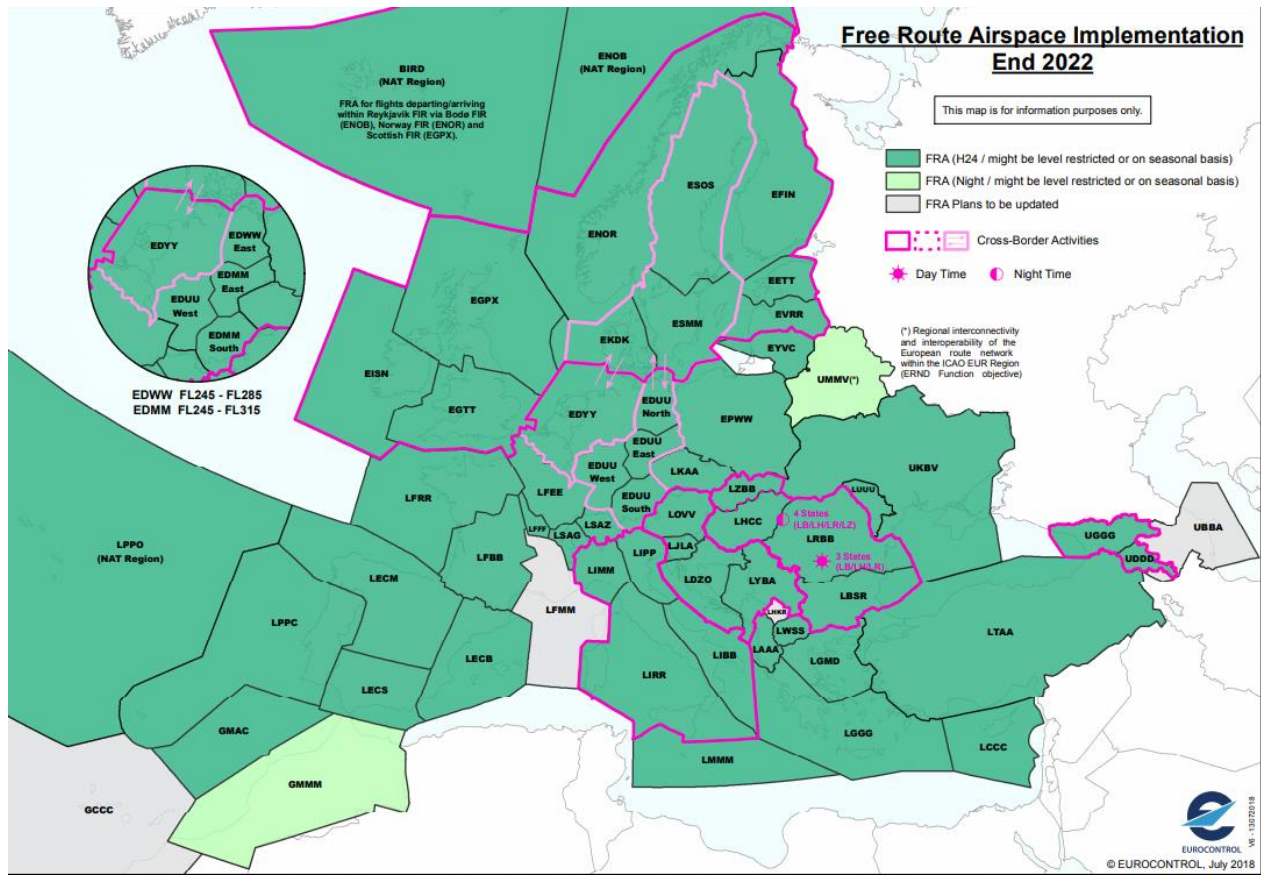 Free Route Airspace Implementation
End 2022
This map is for information purposes only.
FRA (H24 / might be level restricted or on seasonal basis)
FRA (Night / might be level restricted or on seasonal basis)
FRA Plans to be updated
Cross-Border Activities
Day Time
Night Time
(*) Regional interconnectivity
and interoperability of the
European route network
within the ICAO EUR Region
(ERND Function objective)
BIRD
(NAT Region)
FRA for flights departing/arriving
within Reykjavik FIR via Bodø FIR
(ENOB), Norway FIR (ENOR) and
Scottish FIR (EGPX).
ENOB
(NAT Region)
EDYY
EDWW
East
EDMM
East
EDUU
West
EDMM
South
EDWW FL245 - FL285
EDMM FL245 - FL315
ESOS
EFIN
ENOR
EGPX
EETT
EVRR
ESMM
EKDK
EYVC
UMMV(*)
EISN
EGTT
EDYY
EDUU
North
EPWW
EDUU
East
EDUU
West
EDUU
South
LKAA
UKBV
LFRR
LFEE
LZBB
LUUU
LOVV
LHCC
4 States
(LB/LH/LR/LZ)
LRBB
3 States
(LB/LH/LR)
LFFF
LSAZ
LSAG
LJLA
LIPP
LIMM
LFBB
LDZO
LYBA
LBSR
LPPO
(NAT Region)
LECM
LFMM
LHKR
LWSS
LAAA
LPPC
LECB
LIBB
LIRR
LGMD
LTAA
UGGG
UDDD
UBBA
LECS
GMAC
LMMM
LGGG
LCCC
GMMM
GCCC
EUROCONTROL
V6 - 13072018
© EUROCONTROL, July 2018